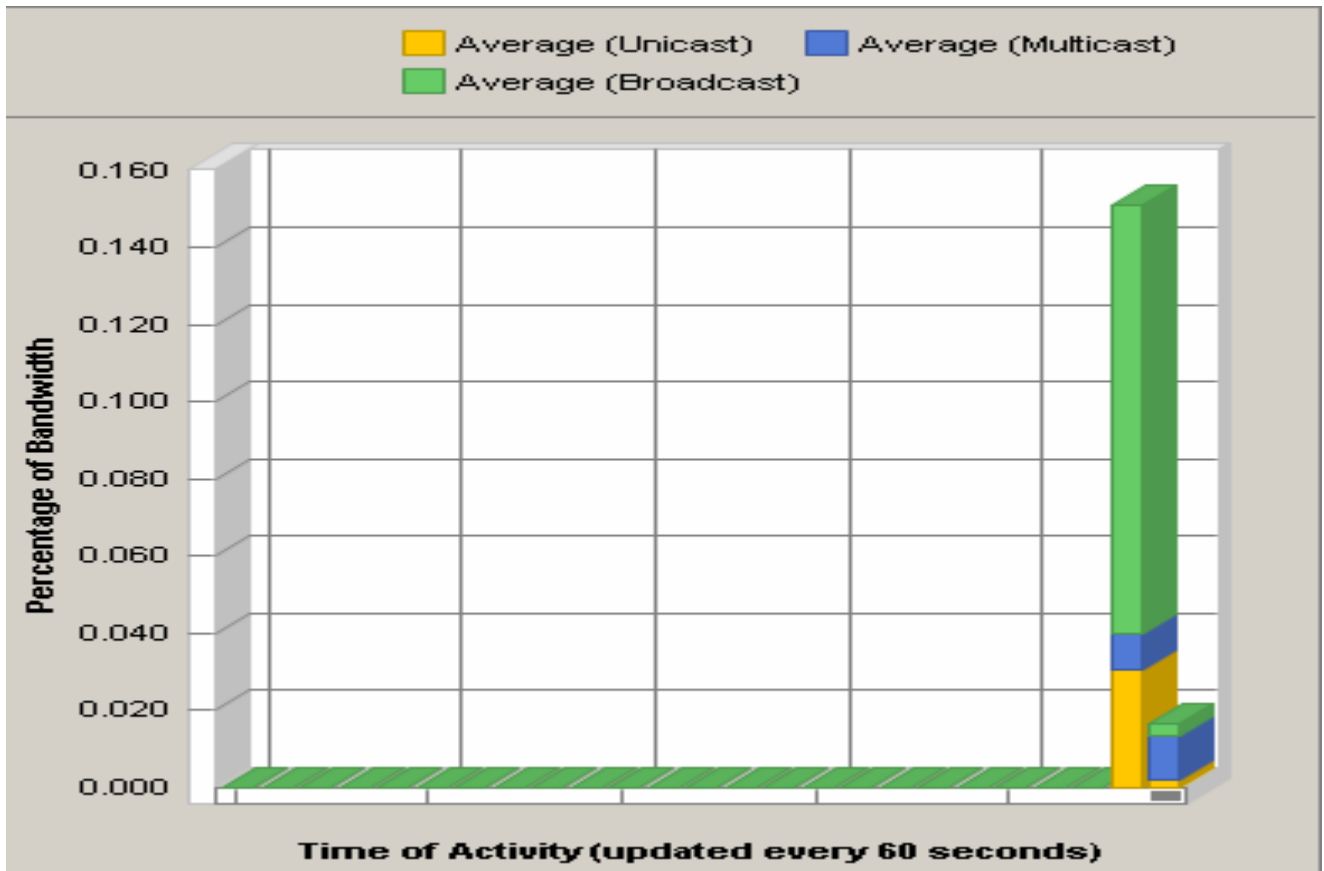 Average (Unicast) Average (Multicast)
Average (Broadcast)
0.160
0.140
0.120
0.100
0.080
0.060
0.040
0.020
0.000
Percentage of Bandwidth
Time of Activity (updated every 60 seconds)